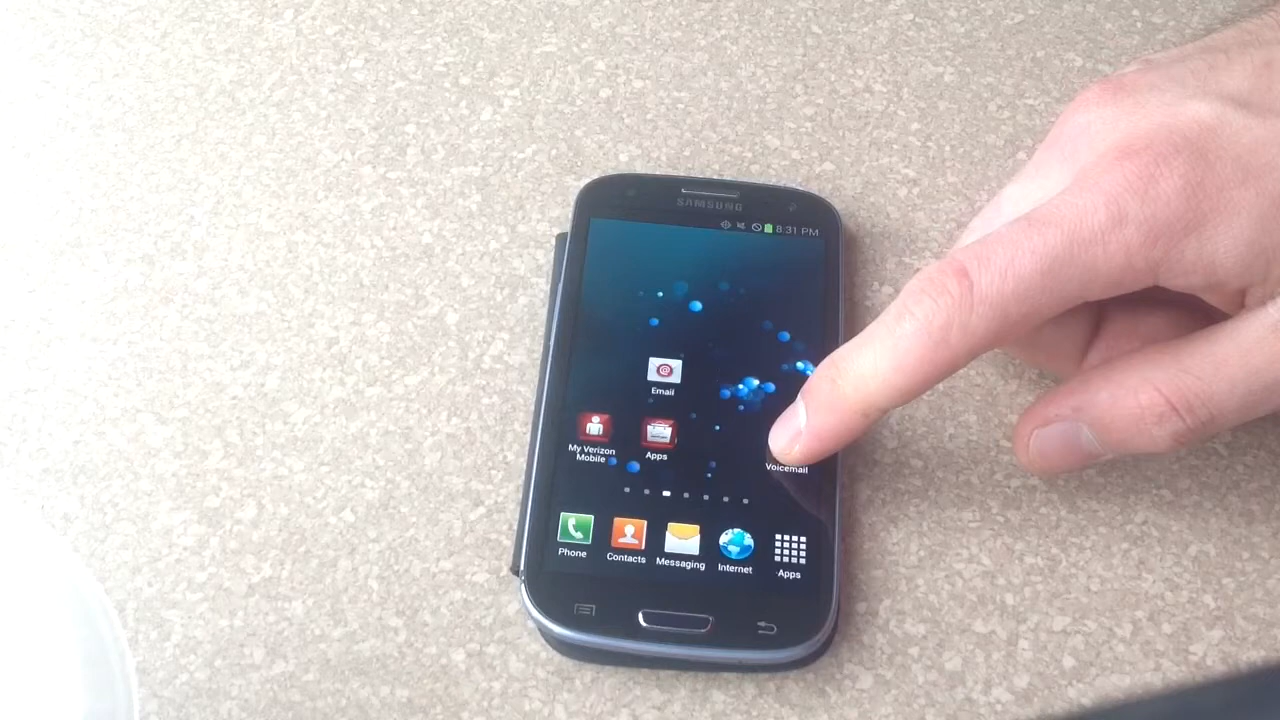 SAMSUNG
8:31 PM
Email
My Verizon
Mobile
Apps
Voicemail
Phone
Contacts
Messaging
Internet
Apps